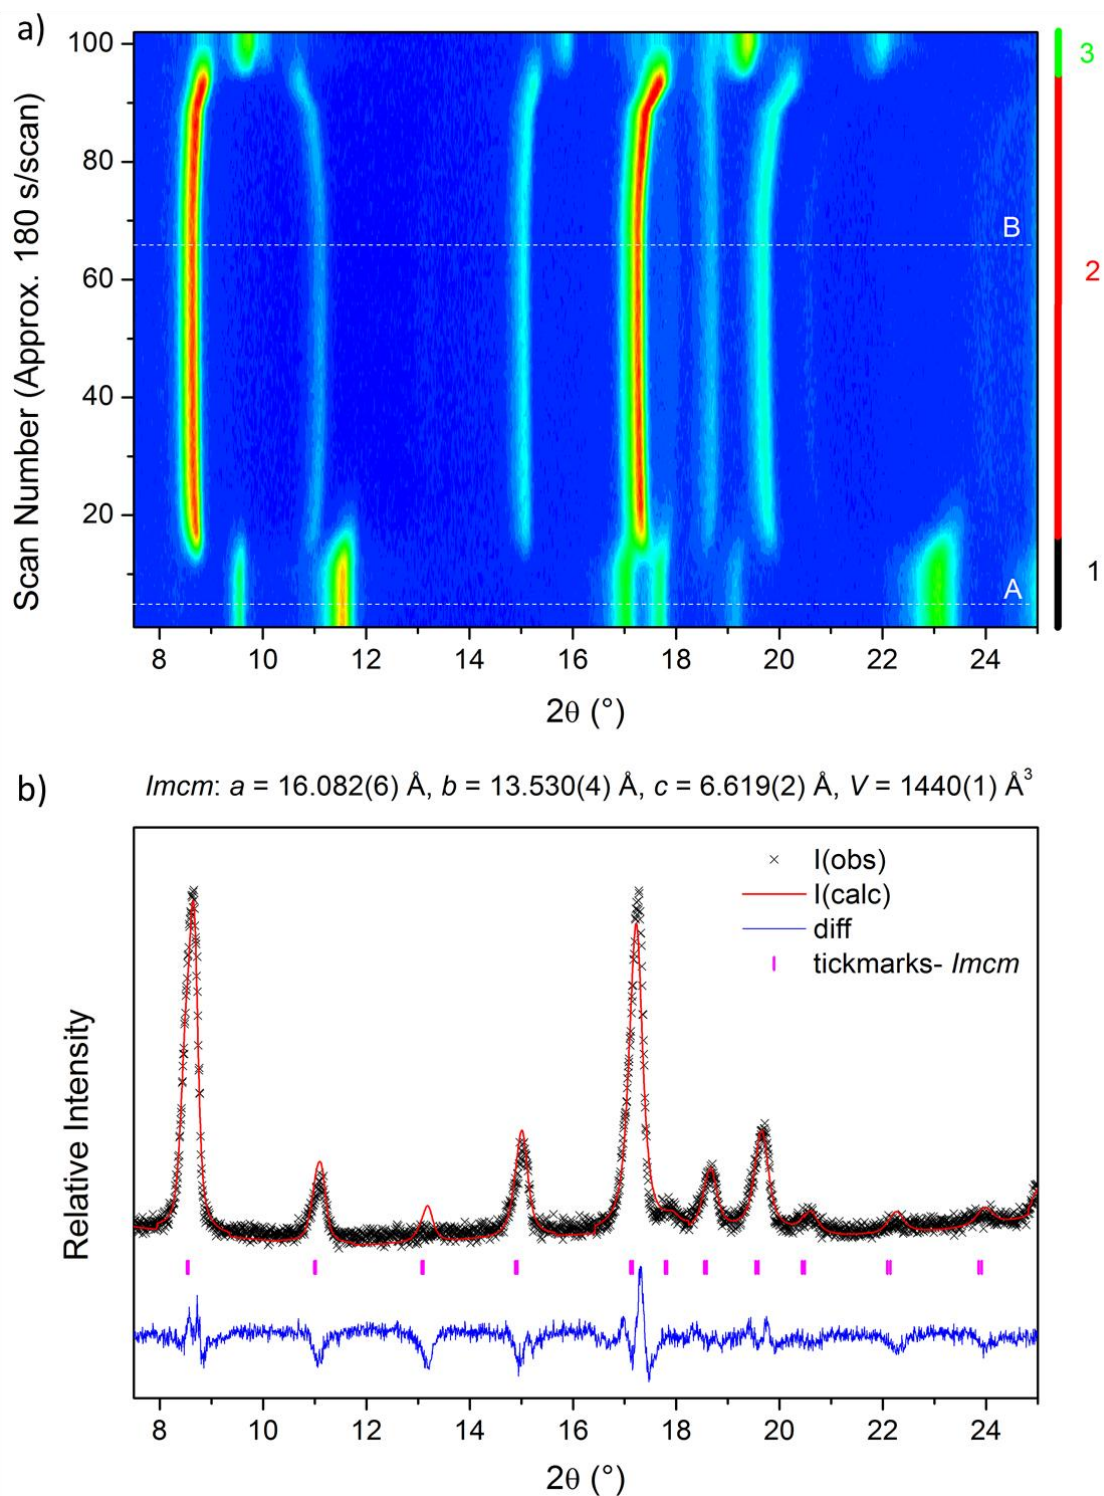 a)
100
80
60
40
20
Scan Number (Approx. 180 s/scan)
B
A
3
2
1
8 10 12 14 16 18 20 22 24
2θ (°)
b)
Imcm: a = 16.082(6) Å, b = 13.530(4) Å, c = 6.619(2) Å, V = 1440(1) Å³
I(obs)
I(calc)
diff
tickmarks- Imcm
Relative Intensity
8 10 12 14 16 18 20 22 24
2θ (°)